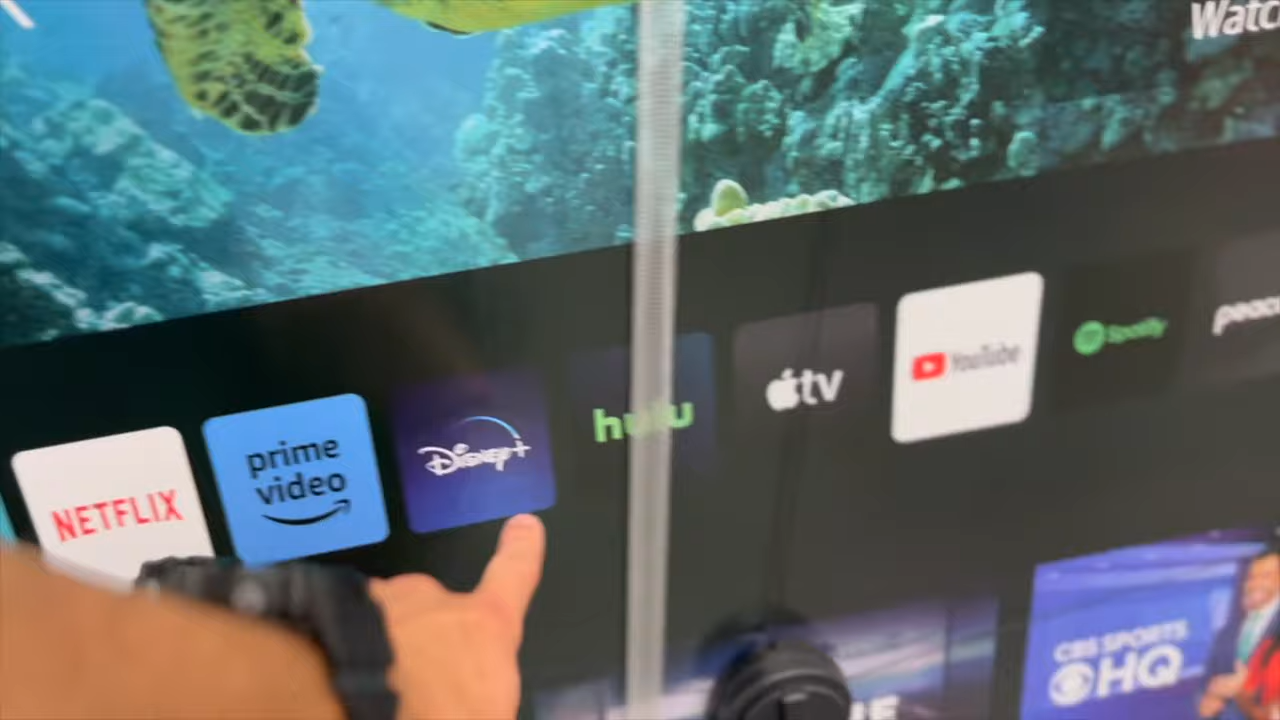 Watc
NETFLIX
prime
video
Disney+
hulu
tv
YouTube
Spotify
peac
CBS SPORTS
HQ